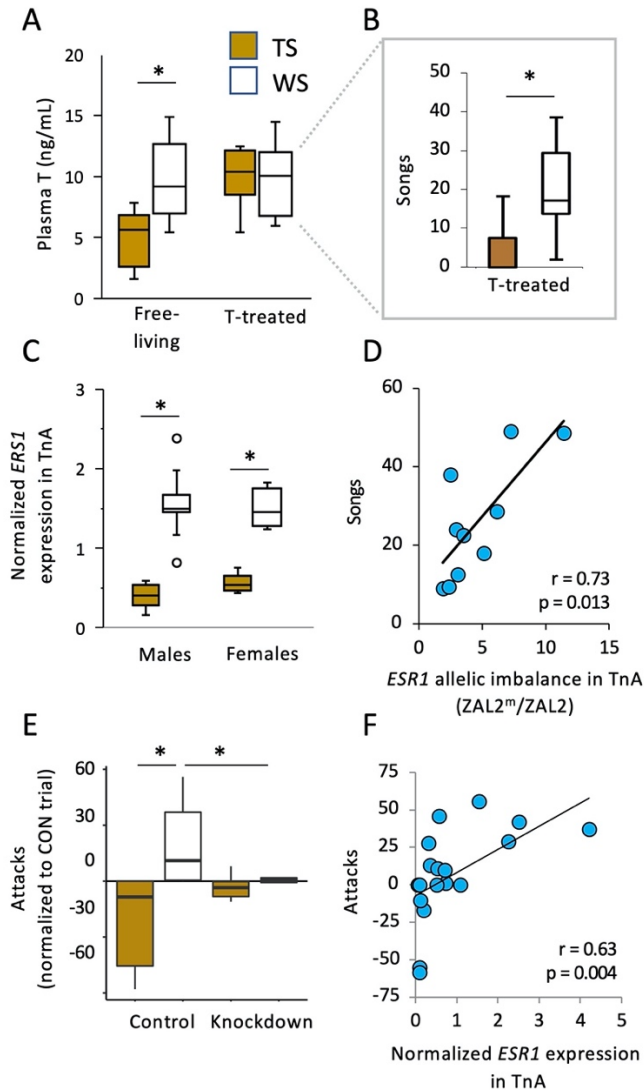 A
B
TS
WS
*
*
20
15
10
5
0
Plasma T (ng/mL)
Free-
living
T-treated
50
40
30
20
10
0
Songs
T-treated
C
D
3
2
1
0
Normalized ERS1
expression in TnA
*
*
Males
Females
60
40
20
0
Songs
r = 0.73
p = 0.013
0
5
10
15
ESR1 allelic imbalance in TnA
(ZAL2ᵐ/ZAL2)
E
F
60
30
0
-30
-60
Attacks
(normalized to CON trial)
*
*
Control
Knockdown
75
50
25
0
-25
-50
-75
Attacks
r = 0.63
p = 0.004
0
1
2
3
4
5
Normalized ESR1 expression
in TnA